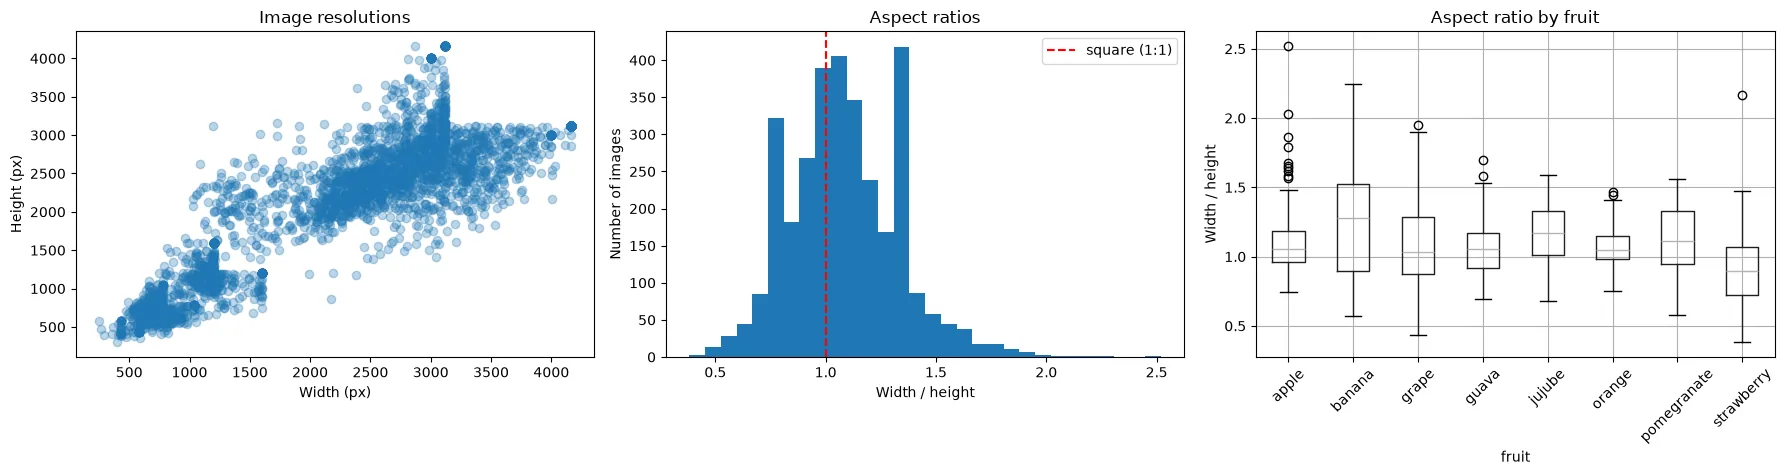 Image resolutions
Height (px)
4000
3500
3000
2500
2000
1500
1000
500
500 1000 1500 2000 2500 3000 3500 4000
Width (px)
Aspect ratios
square (1:1)
Number of images
400
350
300
250
200
150
100
50
0
0.5 1.0 1.5 2.0 2.5
Width / height
Aspect ratio by fruit
Width / height
2.5
2.0
1.5
1.0
0.5
apple banana grape guava jujube orange pomegranate strawberry
fruit